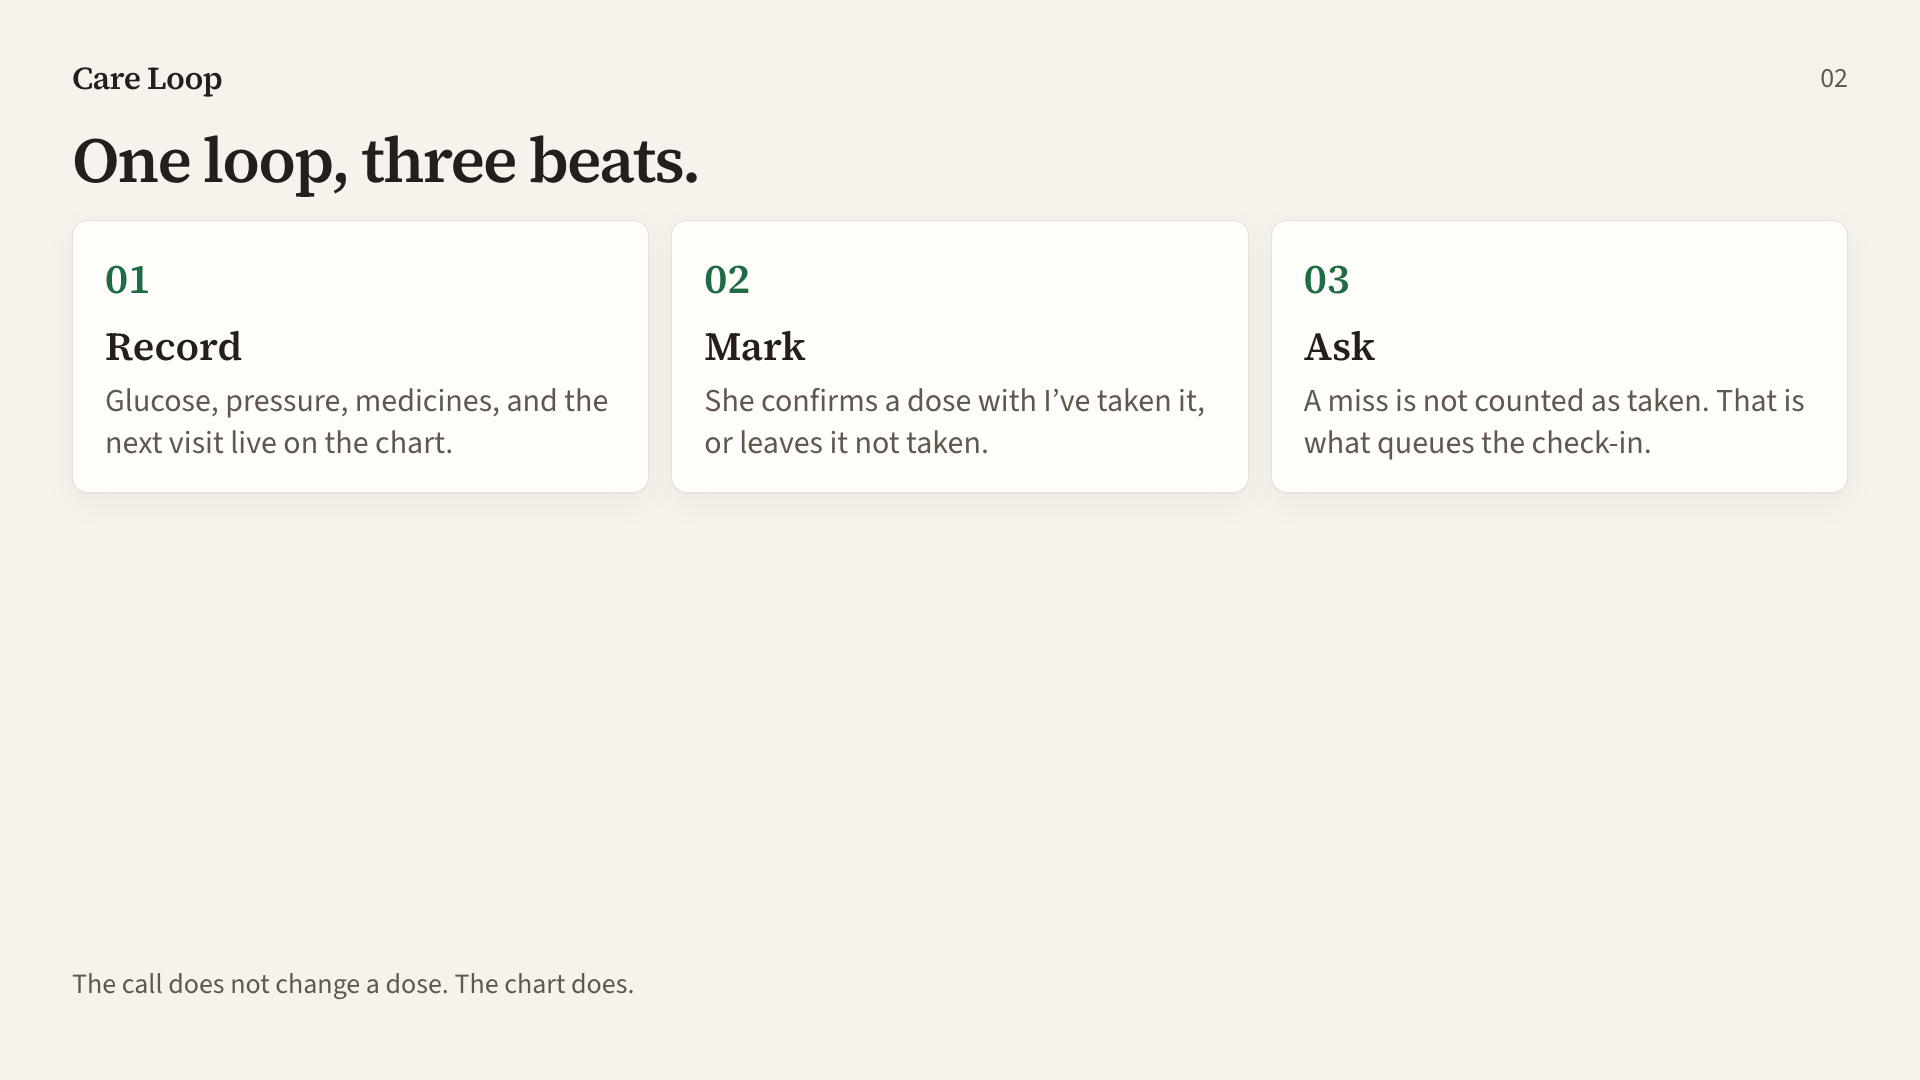 Care Loop
02
One loop, three beats.
01
Record
Glucose, pressure, medicines, and the
next visit live on the chart.
02
Mark
She confirms a dose with I’ve taken it,
or leaves it not taken.
03
Ask
A miss is not counted as taken. That is
what queues the check-in.
The call does not change a dose. The chart does.